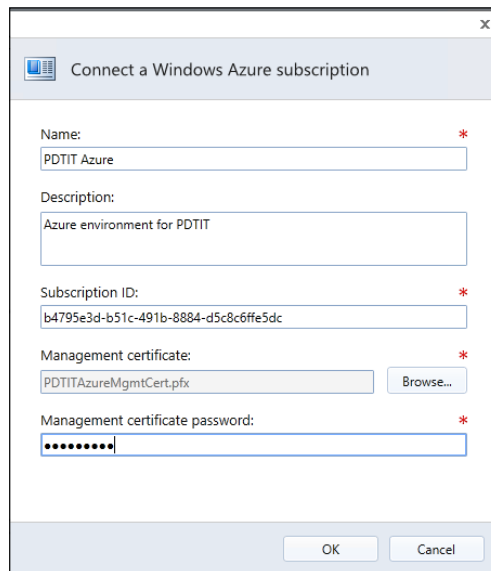 x
Connect a Windows Azure subscription
Name: *
PDTIT Azure
Description:
Azure environment for PDTIT
Subscription ID: *
b4795e3d-b51c-491b-8884-d5c8c6ffe5dc
Management certificate: *
PDTITAzureMgmtCert.pfx Browse...
Management certificate password: *
●●●●●●●●●
OK Cancel